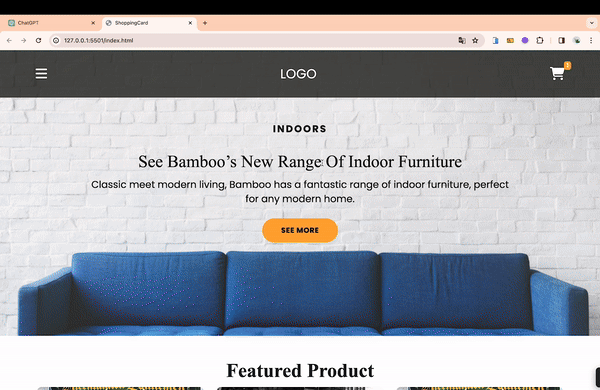 ChatGPT
ShoppingCard
127.0.0.1:5501/index.html
LOGO
1
INDOORS
See Bamboo’s New Range Of Indoor Furniture
Classic meet modern living, Bamboo has a fantastic range of indoor furniture, perfect
for any modern home.
SEE MORE
Featured Product